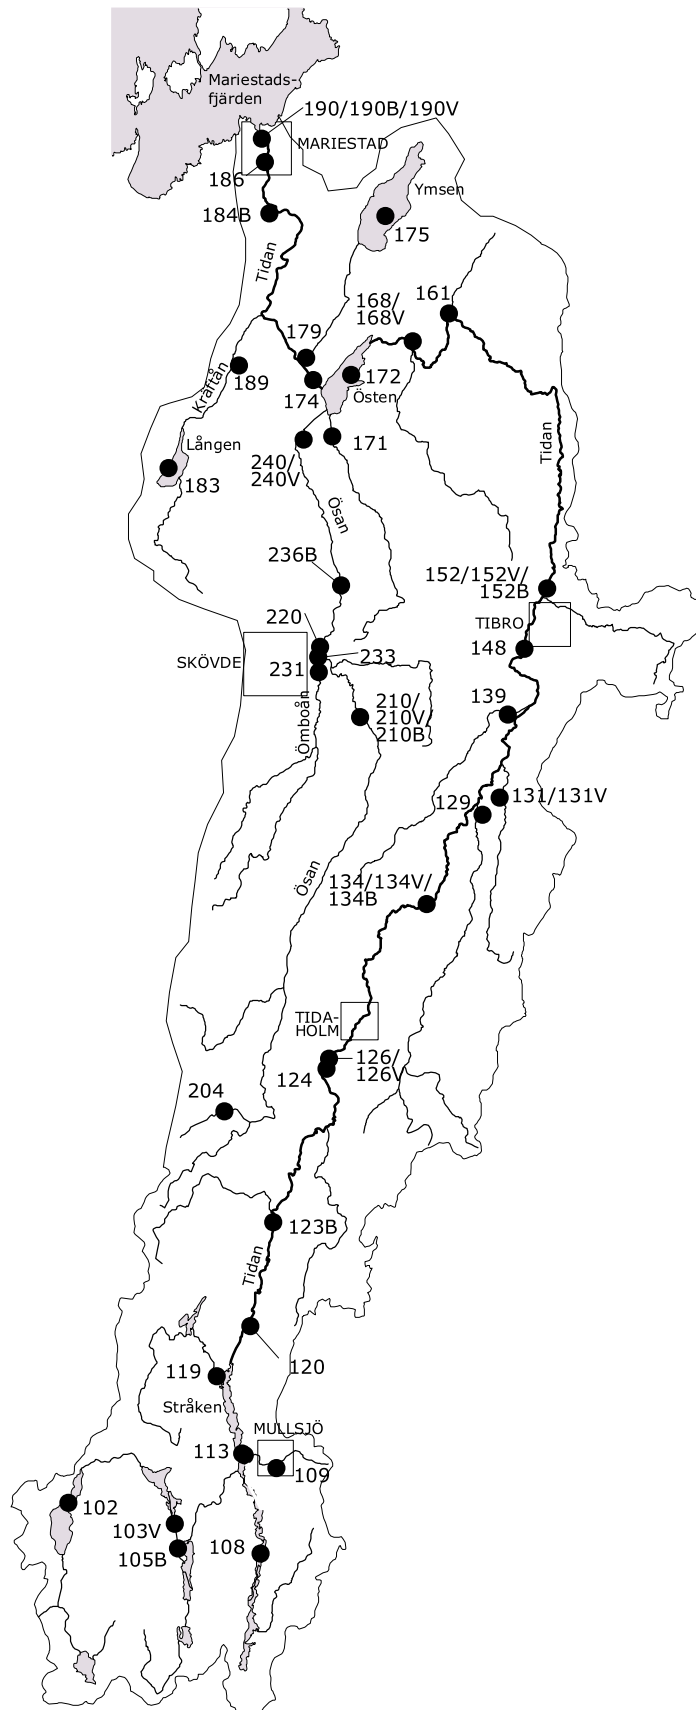 Mariestads-
fjärden
190/190B/190V
MARIESTAD
186
Ymsen
184B
175
Tidan
161
168/
168V
179
189
172
174
Östen
Kräftån
Lången
171
Tidan
240/
240V
183
Ösan
236B
152/152V/
152B
220
TIBRO
148
233
SKÖVDE
231
139
210/
210V/
210B
Ömboån
131/131V
129
Ösan
134/134V/
134B
TIDA-
HOLM
126/
126V
124
204
123B
Tidan
120
119
Stråken
MULLSJÖ
113
109
102
103V
105B
108